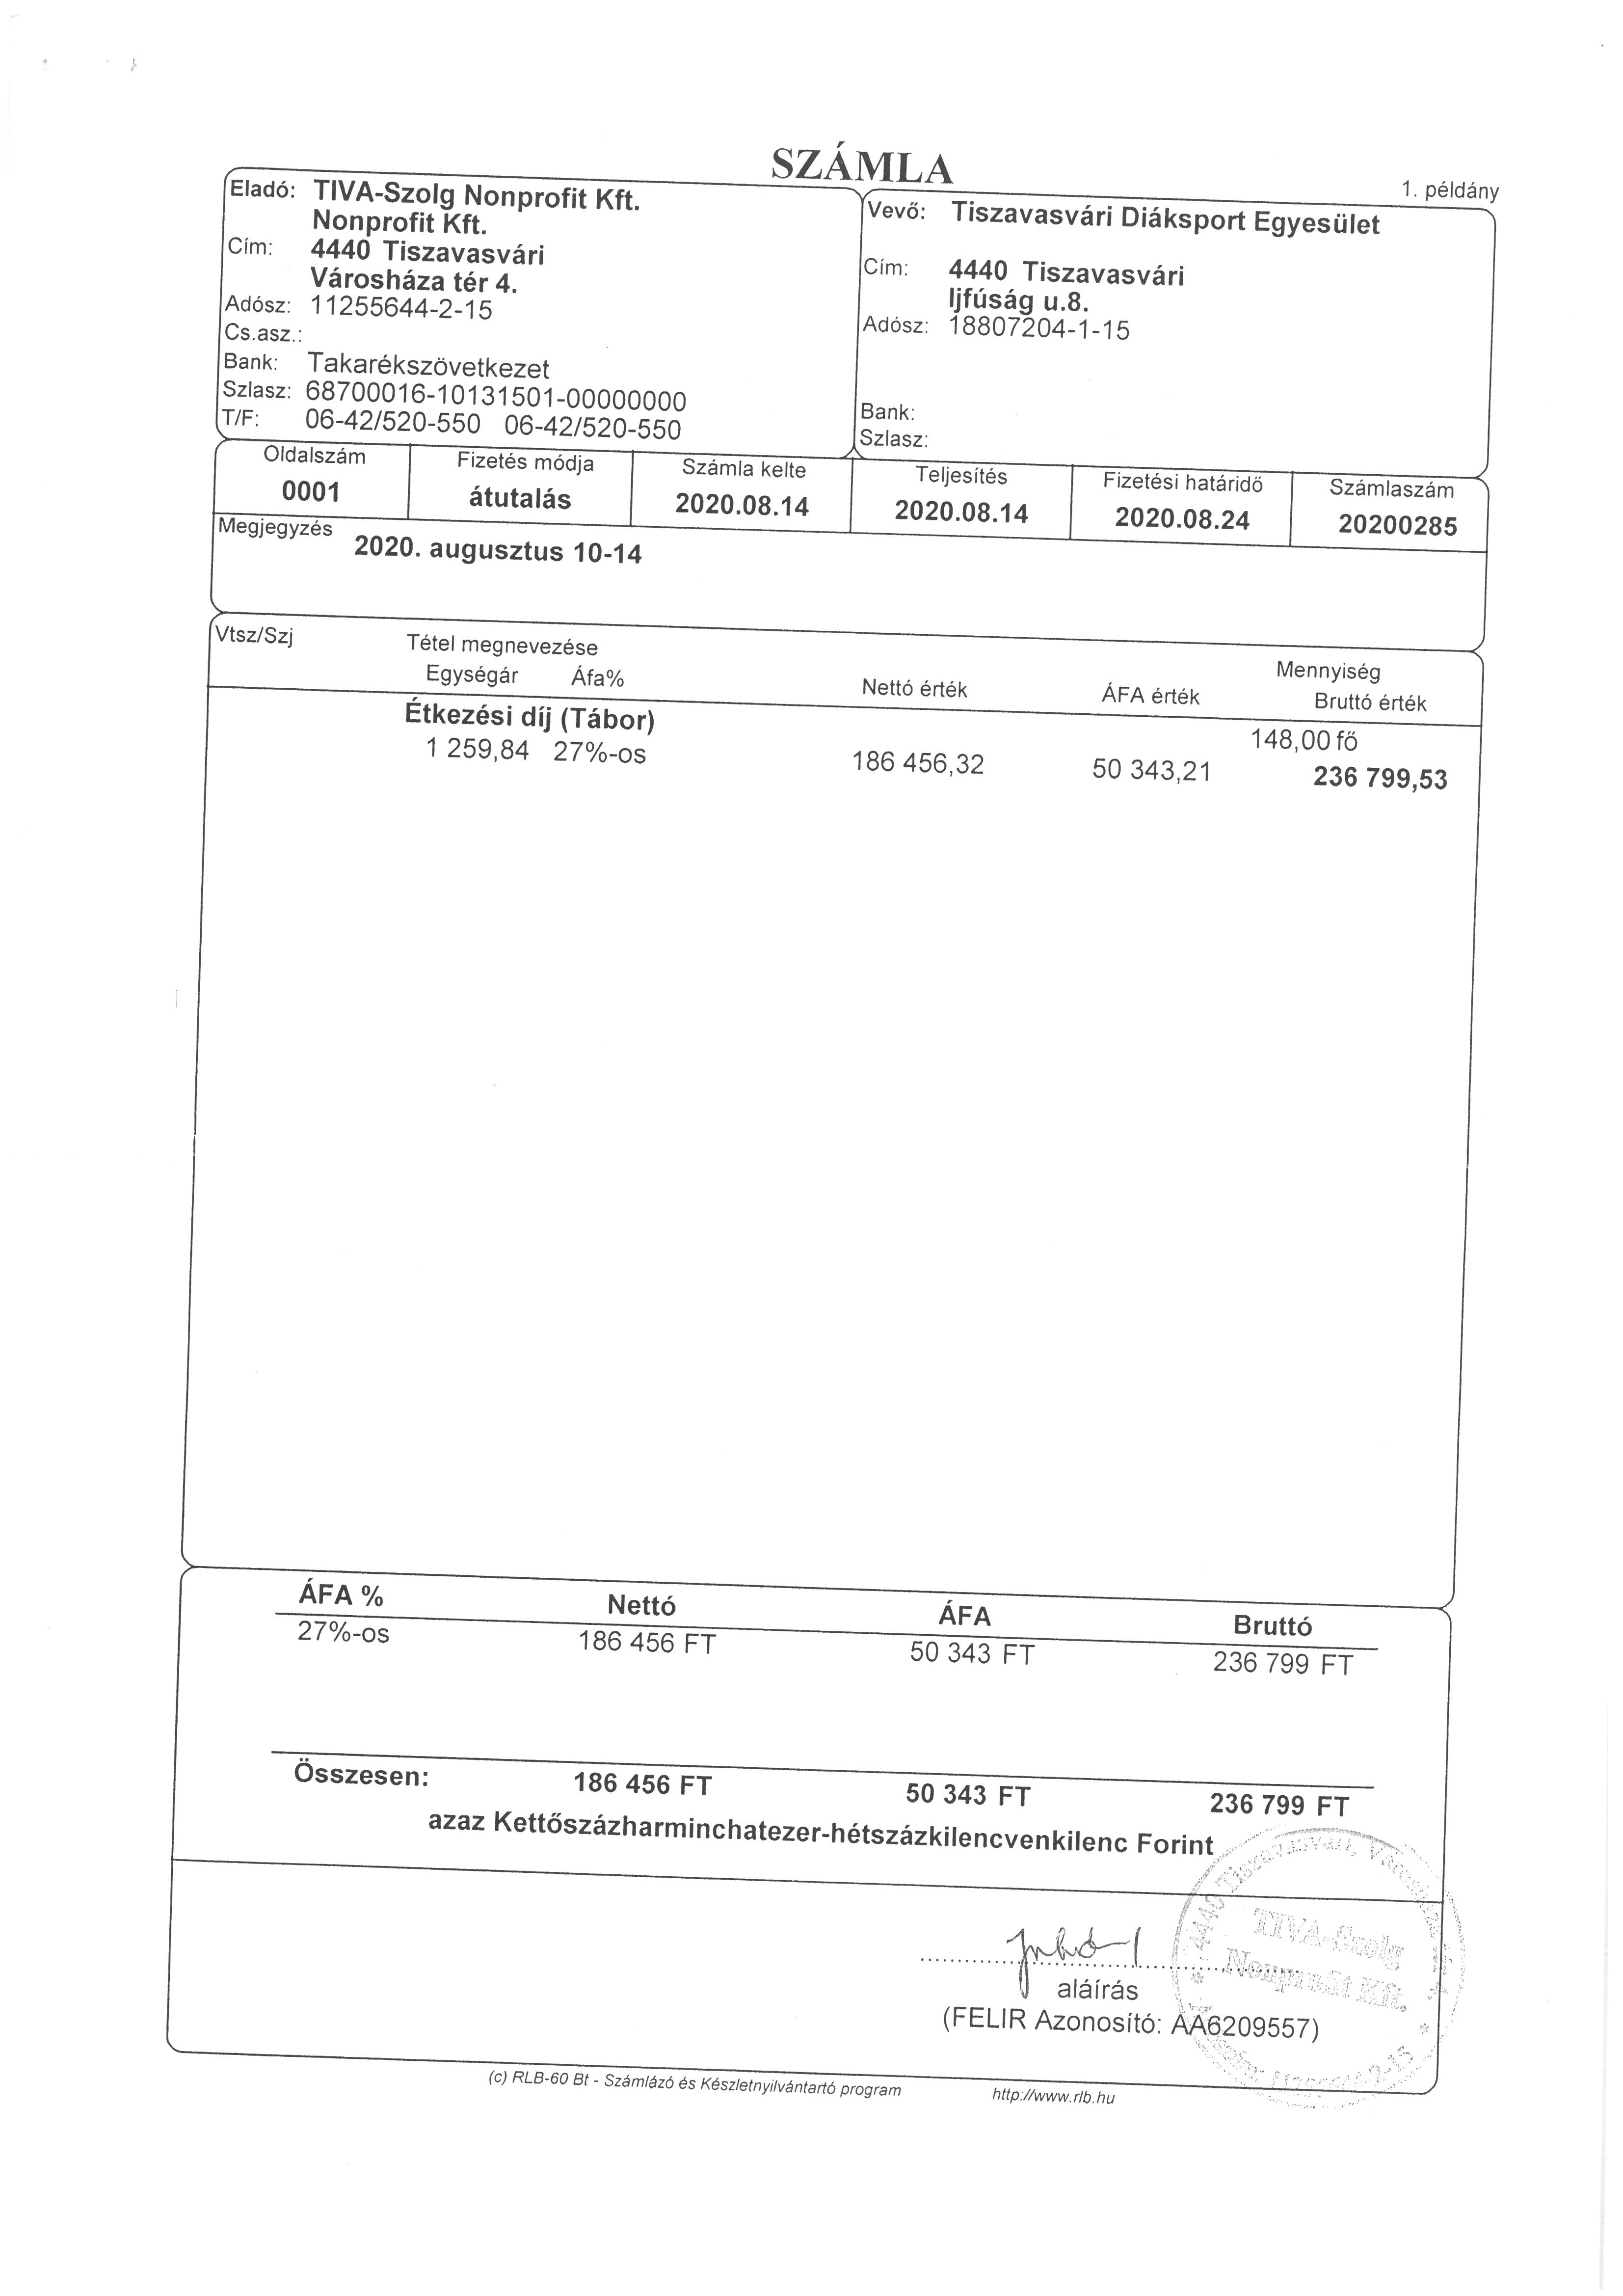 SZÁMLA
1. példány
Eladó: TIVA-Szolg Nonprofit Kft.
Nonprofit Kft.
Cím: 4440 Tiszavasvári
Városháza tér 4.
Adósz: 11255644-2-15
Cs.asz.:
Bank: Takarékszövetkezet
Szlasz: 68700016-10131501-00000000
T/F: 06-42/520-550 06-42/520-550
Vevő: Tiszavasvári Diáksport Egyesület
Cím: 4440 Tiszavasvári
Ijfúság u.8.
Adósz: 18807204-1-15
Bank:
Szlasz:
Oldalszám Fizetés módja Számla kelte Teljesítés Fizetési határidő Számlaszám
0001 átutalás 2020.08.14 2020.08.14 2020.08.24 20200285
Megjegyzés 2020. augusztus 10-14
Vtsz/Szj Tétel megnevezése Mennyiség
Egységár Áfa% Nettó érték ÁFA érték Bruttó érték
Étkezési díj (Tábor) 148,00 fő
1 259,84 27%-os 186 456,32 50 343,21 236 799,53
ÁFA % Nettó ÁFA Bruttó
27%-os 186 456 FT 50 343 FT 236 799 FT
Összesen: 186 456 FT 50 343 FT 236 799 FT
azaz Kettőszázharminchatezer-hétszázkilencvenkilenc Forint
4440 Tiszavasvári,
TIVA-Szolg
Nonprofit Kft.
aláírás
(FELIR Azonosító: AA6209557)
(c) RLB-60 Bt - Számlázó és Készletnyilvántartó program http://www.rlb.hu